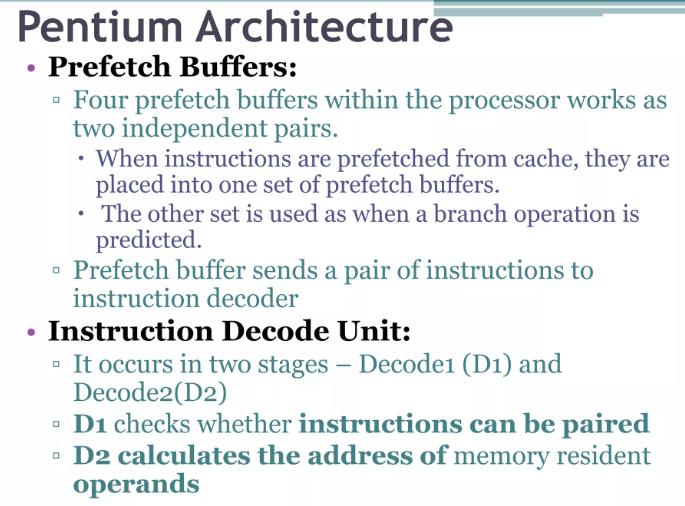 Pentium Architecture
• Prefetch Buffers:
▫ Four prefetch buffers within the processor works as
two independent pairs.
▪ When instructions are prefetched from cache, they are
placed into one set of prefetch buffers.
▪ The other set is used as when a branch operation is
predicted.
▫ Prefetch buffer sends a pair of instructions to
instruction decoder
• Instruction Decode Unit:
▫ It occurs in two stages – Decode1 (D1) and
Decode2(D2)
▫ D1 checks whether instructions can be paired
▫ D2 calculates the address of memory resident
operands